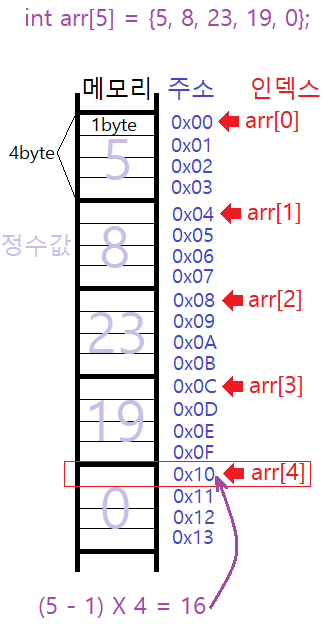 int arr[5] = {5, 8, 23, 19, 0};
메모리 주소 인덱스
1byte 0x00 arr[0]
0x01
4byte 5 0x02
0x03
0x04 arr[1]
0x05
정수값 8 0x06
0x07
0x08 arr[2]
0x09
23 0x0A
0x0B
0x0C arr[3]
0x0D
19 0x0E
0x0F
0x10 arr[4]
0x11
0 0x12
0x13
(5 - 1) X 4 = 16